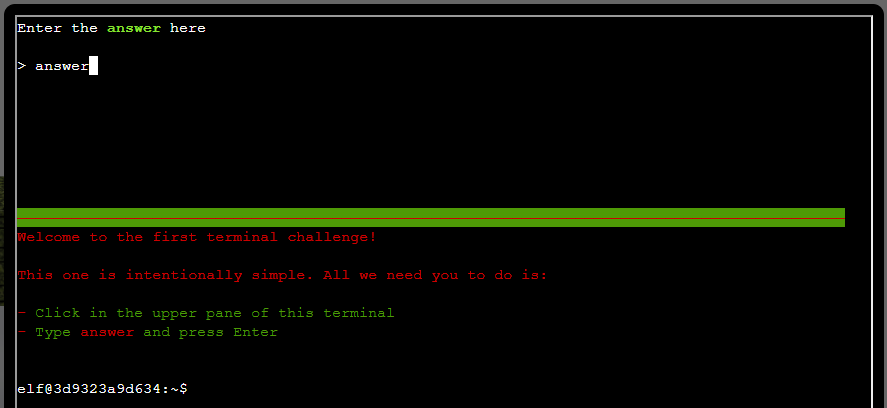 Enter the answer here
> answer
Welcome to the first terminal challenge!
This one is intentionally simple. All we need you to do is:
- Click in the upper pane of this terminal
- Type answer and press Enter
elf@3d9323a9d634:~$